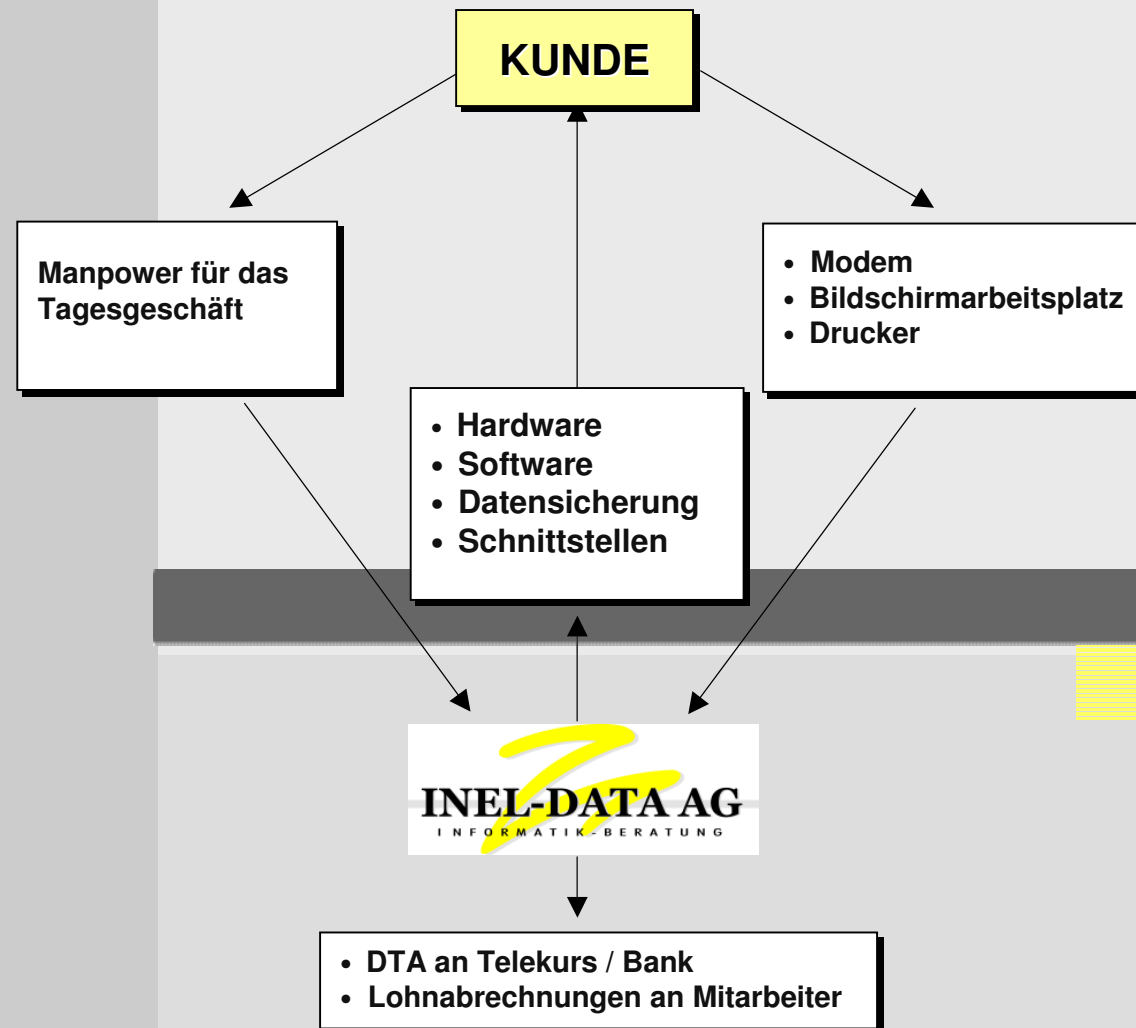 KUNDE
Manpower für das
Tagesgeschäft
• Modem
• Bildschirmarbeitsplatz
• Drucker
• Hardware
• Software
• Datensicherung
• Schnittstellen
INEL-DATA AG
INFORMATIK-BERATUNG
• DTA an Telekurs / Bank
• Lohnabrechnungen an Mitarbeiter